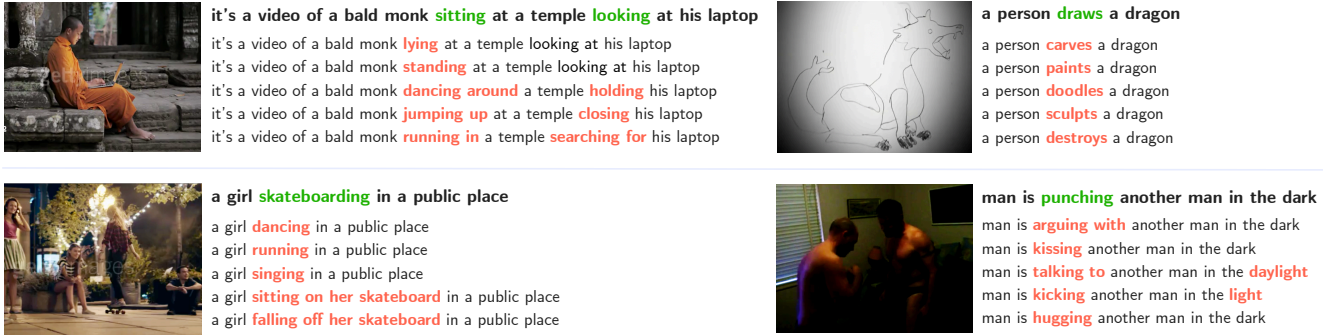 it's a video of a bald monk sitting at a temple looking at his laptop
it's a video of a bald monk lying at a temple looking at his laptop
it's a video of a bald monk standing at a temple looking at his laptop
it's a video of a bald monk dancing around a temple holding his laptop
it's a video of a bald monk jumping up at a temple closing his laptop
it's a video of a bald monk running in a temple searching for his laptop
a person draws a dragon
a person carves a dragon
a person paints a dragon
a person doodles a dragon
a person sculpts a dragon
a person destroys a dragon
a girl skateboarding in a public place
a girl dancing in a public place
a girl running in a public place
a girl singing in a public place
a girl sitting on her skateboard in a public place
a girl falling off her skateboard in a public place
man is punching another man in the dark
man is arguing with another man in the dark
man is kissing another man in the dark
man is talking to another man in the daylight
man is kicking another man in the light
man is hugging another man in the dark